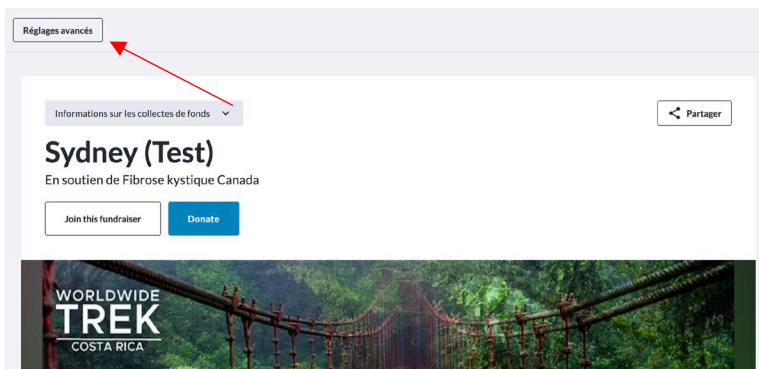 Réglages avancés
Informations sur les collectes de fonds
Partager
Sydney (Test)
En soutien de Fibrose kystique Canada
Join this fundraiser
Donate
WORLDWIDE
TREK
COSTA RICA